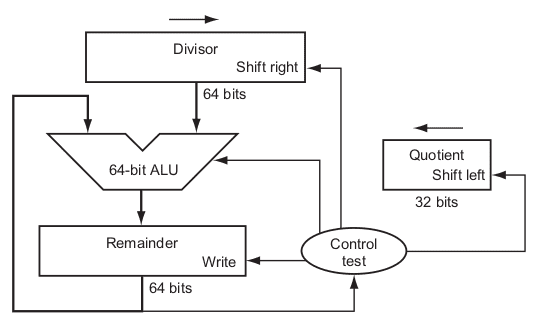 Divisor
Shift right
64 bits
64-bit ALU
Quotient
Shift left
32 bits
Remainder
Write
Control
test
64 bits